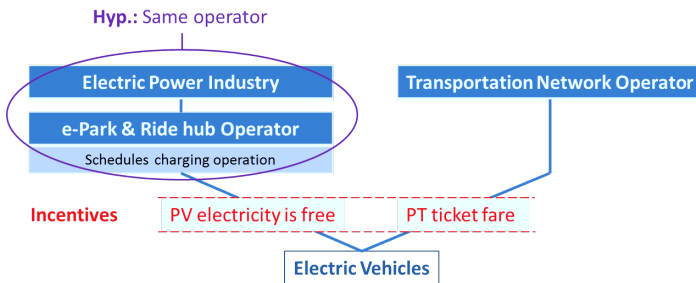 Hyp.: Same operator
Electric Power Industry
Transportation Network Operator
e-Park & Ride hub Operator
Schedules charging operation
Incentives
PV electricity is free
PT ticket fare
Electric Vehicles